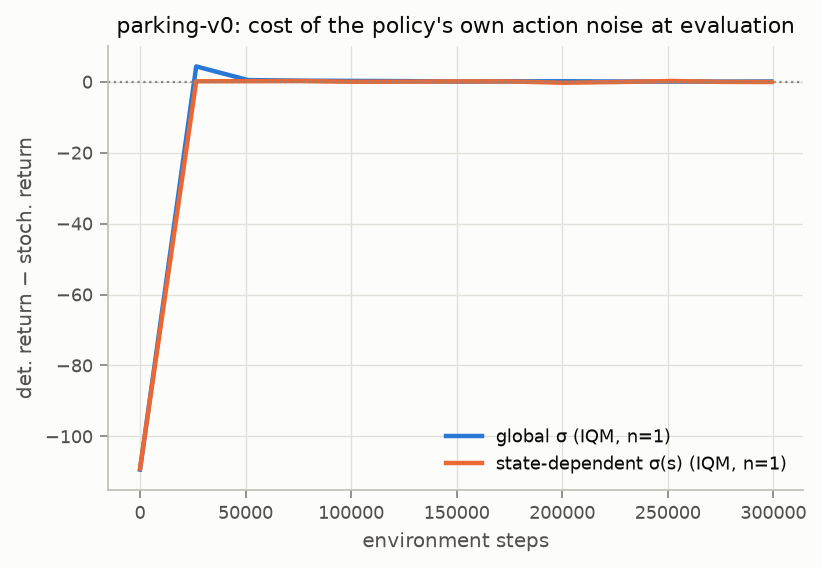 parking-v0: cost of the policy's own action noise at evaluation
det. return − stoch. return
0
−20
−40
−60
−80
−100
global σ (IQM, n=1)
state-dependent σ(s) (IQM, n=1)
0 50000 100000 150000 200000 250000 300000
environment steps